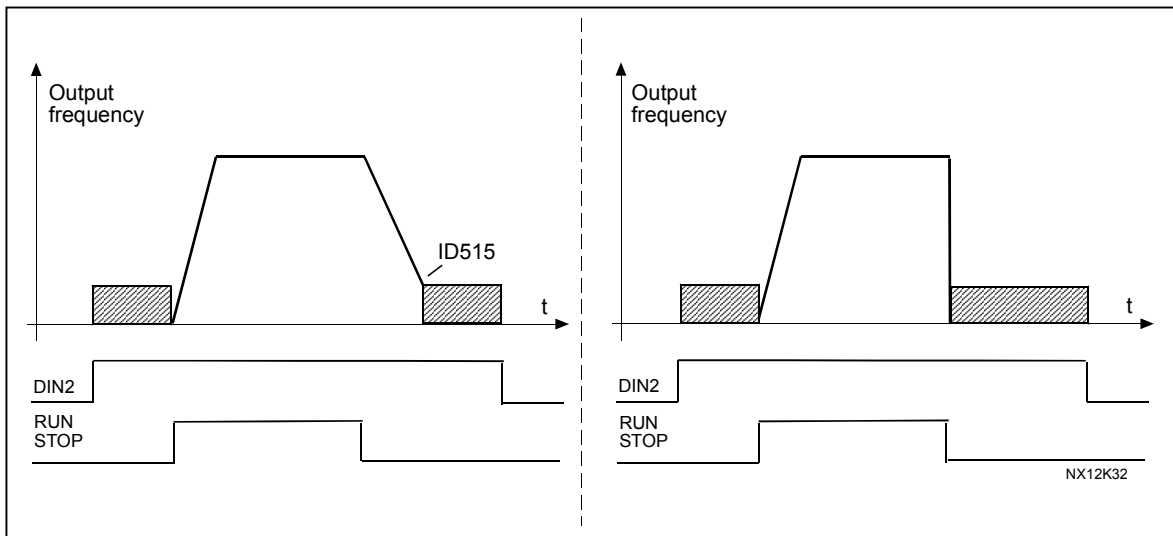 Output
frequency
ID515
t
DIN2
RUN
STOP
Output
frequency
t
DIN2
RUN
STOP
NX12K32